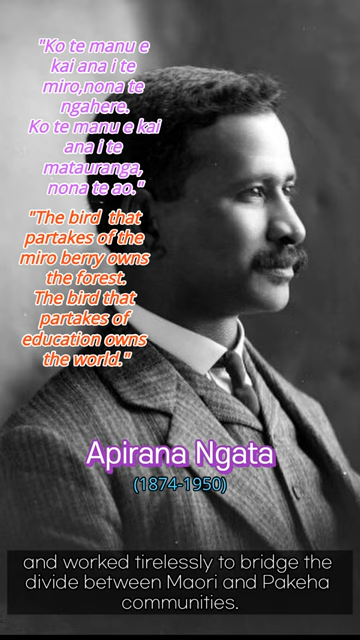 "Ko te manu e
kai ana i te
miro,nona te
ngahere.
Ko te manu e kai
ana i te
matauranga,
nona te ao."
"The bird that
partakes of the
miro berry owns
the forest.
The bird that
partakes of
education owns
the world."
Apirana Ngata
(1874-1950)
and worked tirelessly to bridge the
divide between Maori and Pakeha
communities.